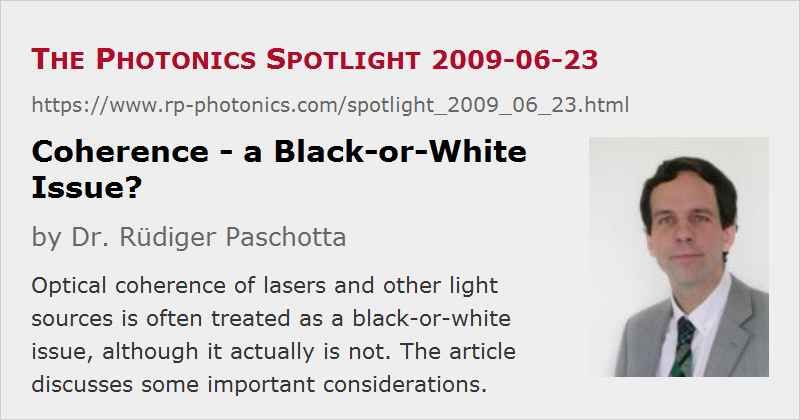 The Photonics Spotlight 2009-06-23
https://www.rp-photonics.com/spotlight_2009_06_23.html
Coherence - a Black-or-White
Issue?
by Dr. Rüdiger Paschotta
Optical coherence of lasers and other light
sources is often treated as a black-or-white
issue, although it actually is not. The article
discusses some important considerations.